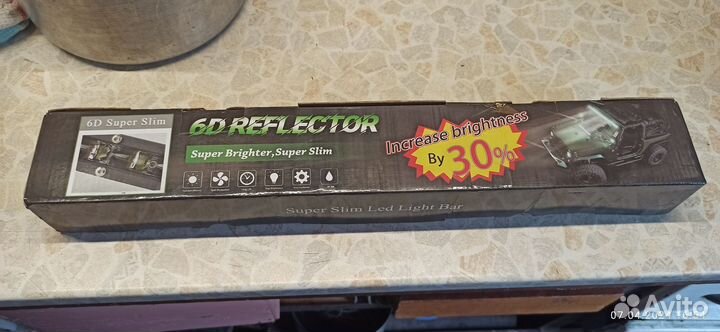 6D Super Slim
6D REFLECTOR
Super Brighter, Super Slim
Increase brightness
By 30%
Super Slim Led Light Bar
Avito